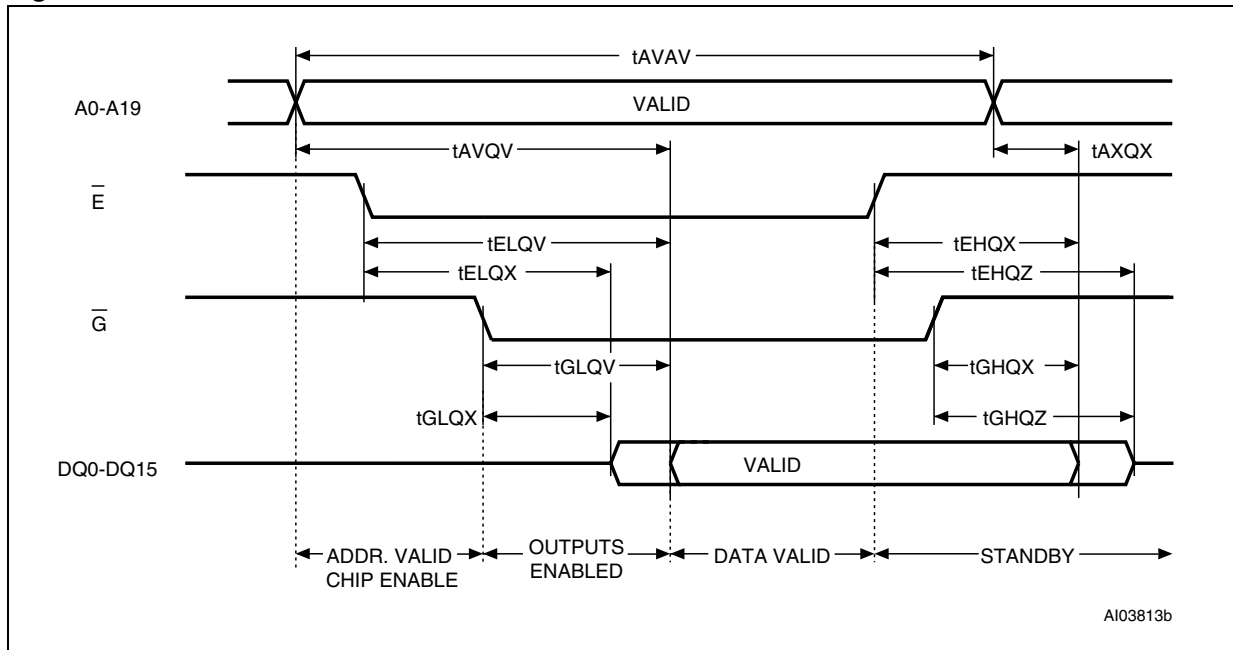 tAVAV
A0-A19
VALID
tAVQV
tAXQX
E
tELQV
tEHQX
tELQX
tEHQZ
G
tGLQV
tGHQX
tGLQX
tGHQZ
DQ0-DQ15
VALID
ADDR. VALID
CHIP ENABLE
OUTPUTS
ENABLED
DATA VALID
STANDBY
AI03813b